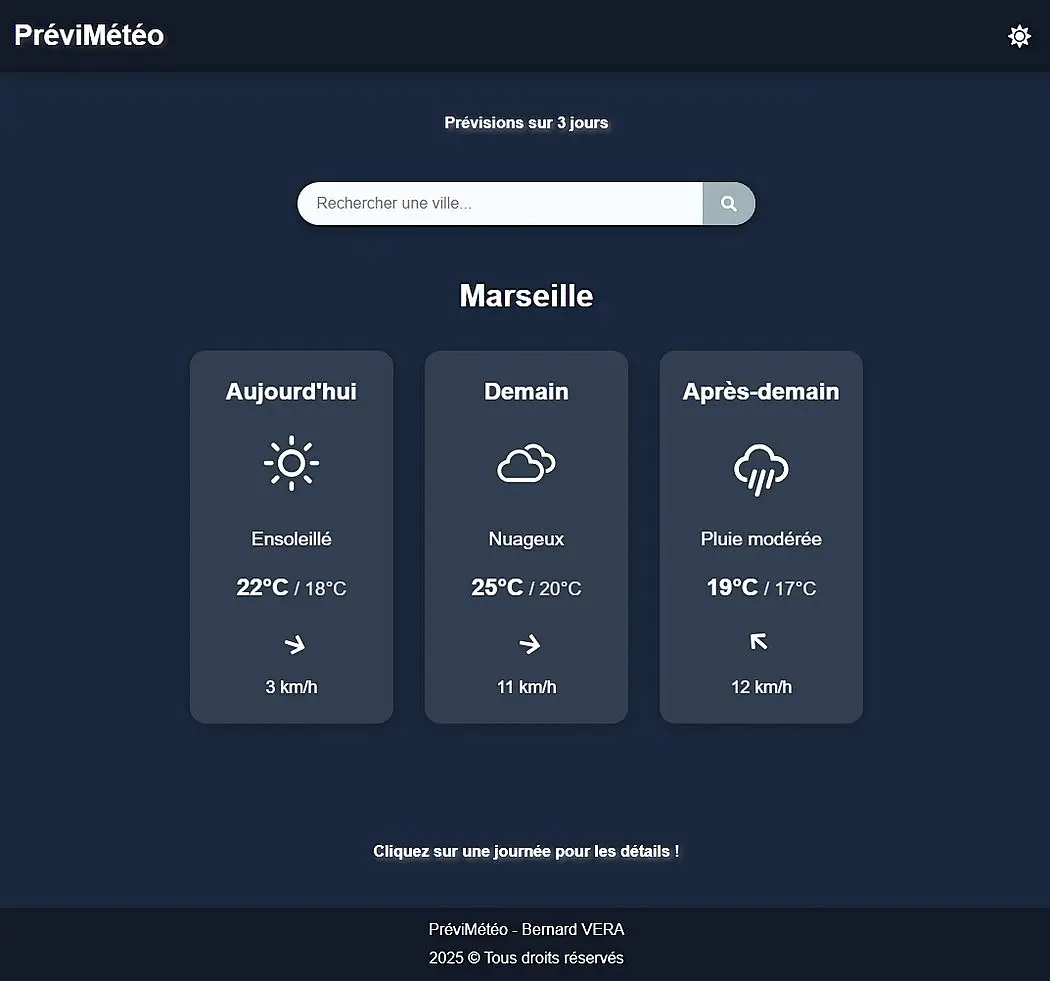 PréviMétéo
Prévisions sur 3 jours
Rechercher une ville...
Marseille
Aujourd'hui
Ensoleillé
22°C / 18°C
3 km/h
Demain
Nuageux
25°C / 20°C
11 km/h
Après-demain
Pluie modérée
19°C / 17°C
12 km/h
Cliquez sur une journée pour les détails !
PréviMétéo - Bernard VERA
2025 © Tous droits réservés